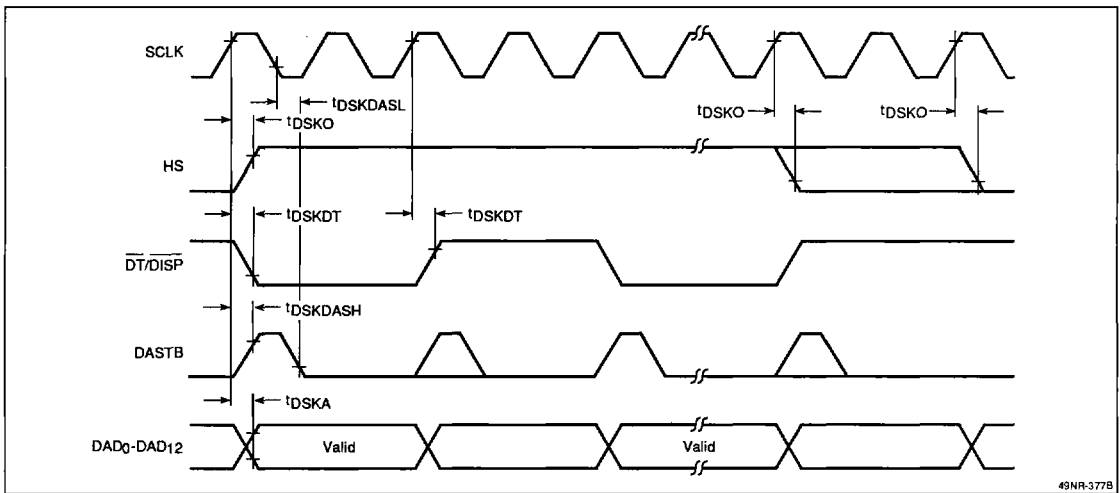 SCLK
tDSKDASL
tDSKO
tDSKO
tDSKO
HS
tDSKDT
tDSKDT
DT/DISP
tDSKDASH
DASTB
tDSKA
DAD0-DAD12
Valid
Valid
49NR-377B